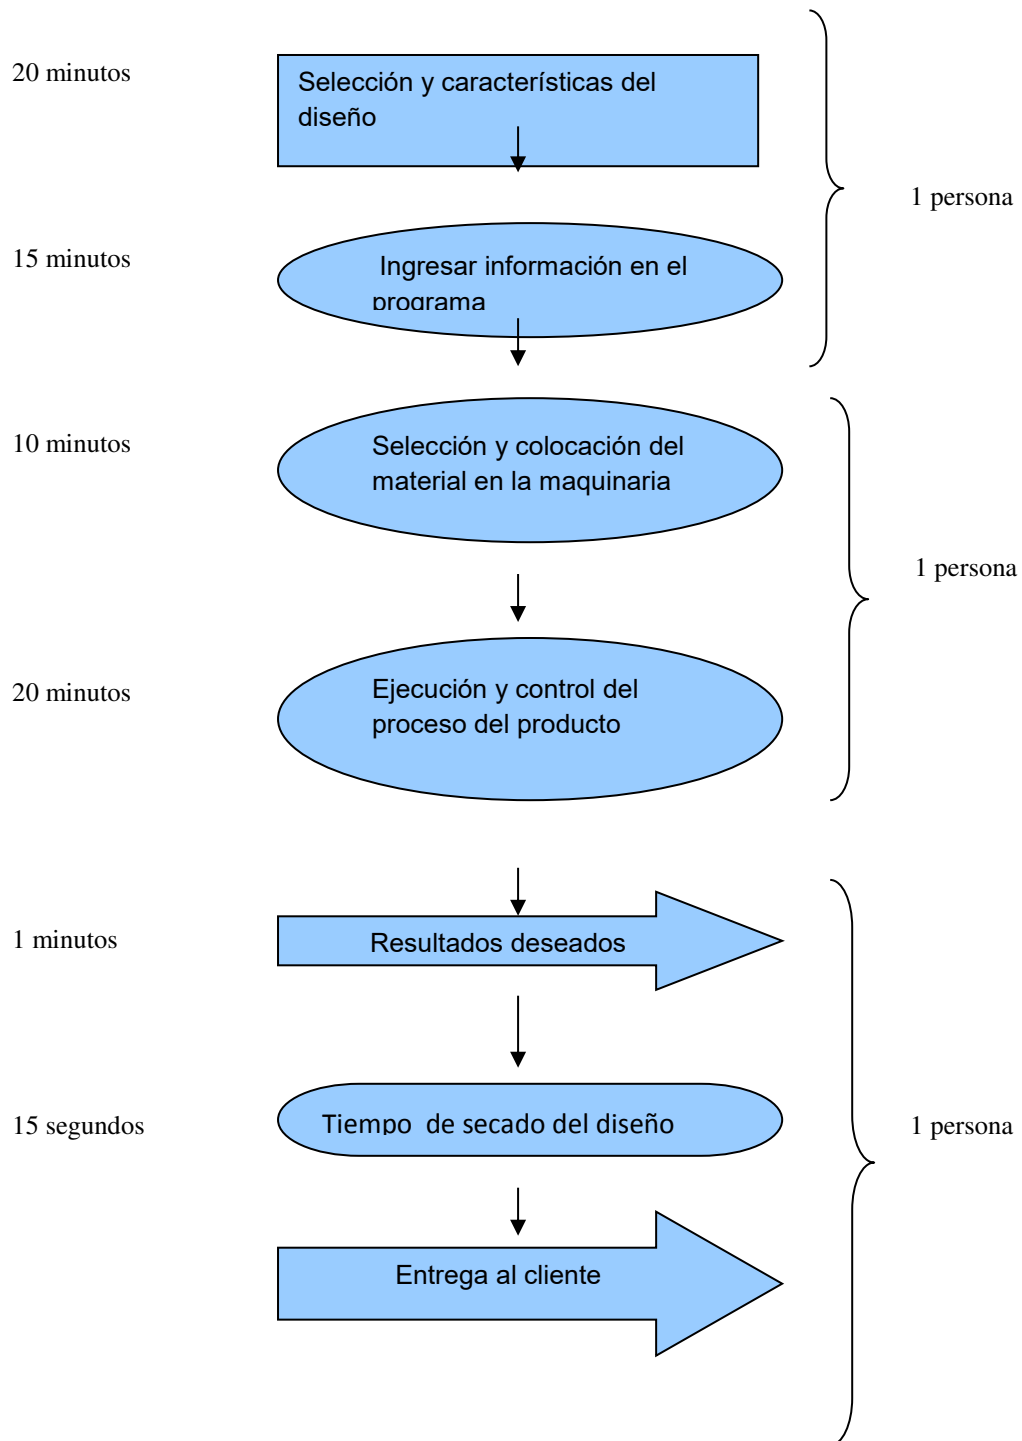 20 minutos
Selección y características del
diseño
1 persona
15 minutos
Ingresar información en el
programa
10 minutos
Selección y colocación del
material en la maquinaria
1 persona
20 minutos
Ejecución y control del
proceso del producto
1 minutos
Resultados deseados
15 segundos
Tiempo  de secado del diseño
1 persona
Entrega al cliente